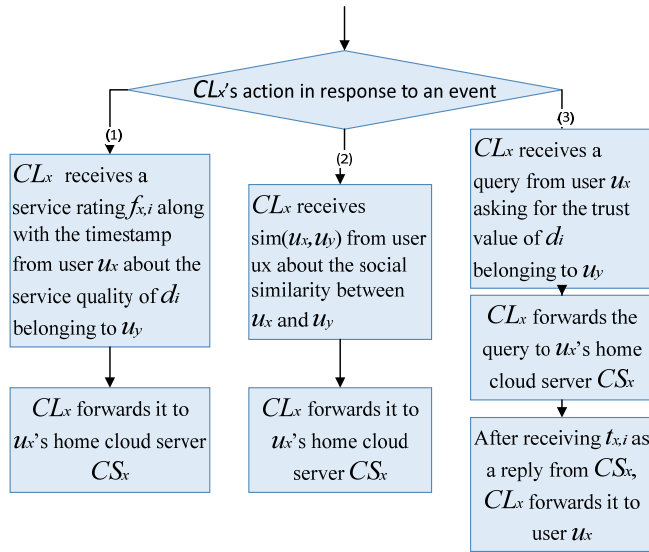 CLx's action in response to an event
(1)
(2)
(3)
CLx receives a
service rating fx,i along
with the timestamp
from user ux about the
service quality of di
belonging to uy
CLx forwards it to
ux's home cloud server
CSx
CLx receives
sim(ux,uy) from user
ux about the social
similarity between
ux and uy
CLx forwards it to
ux's home cloud
server CSx
CLx receives a
query from user ux
asking for the trust
value of di
belonging to uy
CLx forwards the
query to ux's home
cloud server CSx
After receiving tx,i as
a reply from CSx,
CLx forwards it to
user ux